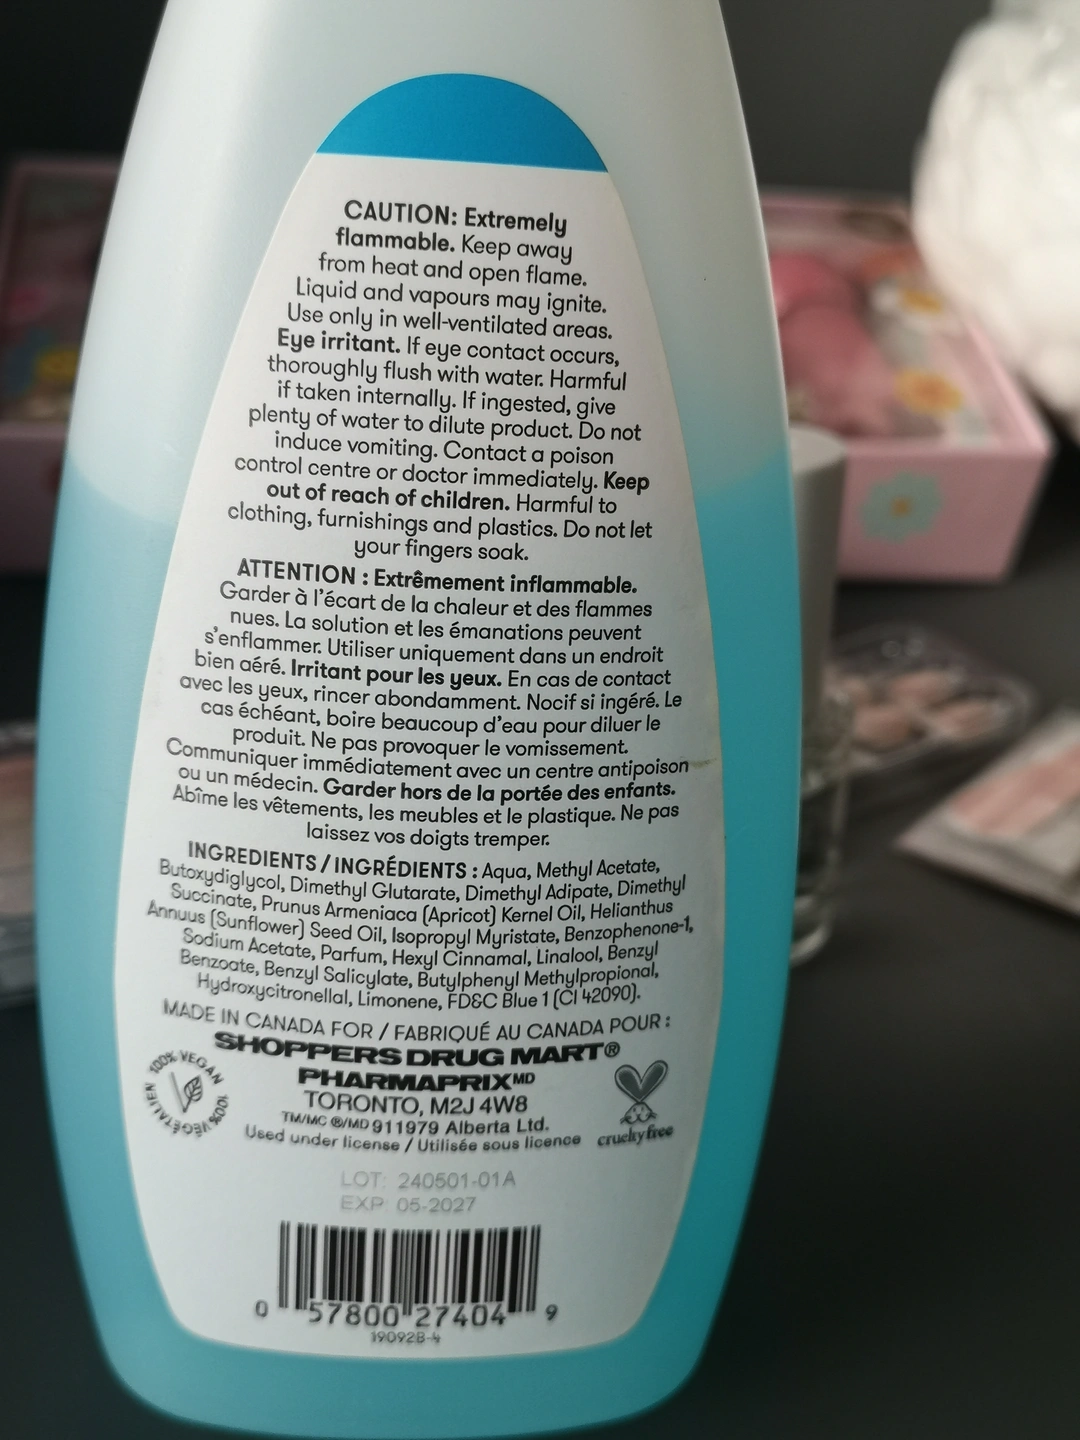 CAUTION: Extremely
flammable. Keep away
from heat and open flame.
Liquid and vapours may ignite.
Use only in well-ventilated areas.
Eye irritant. If eye contact occurs,
thoroughly flush with water. Harmful
if taken internally. If ingested, give
plenty of water to dilute product. Do not
induce vomiting. Contact a poison
control centre or doctor immediately. Keep
out of reach of children. Harmful to
clothing, furnishings and plastics. Do not let
your fingers soak.
ATTENTION : Extrêmement inflammable.
Garder à l'écart de la chaleur et des flammes
nues. La solution et les émanations peuvent
s'enflammer. Utiliser uniquement dans un endroit
bien aéré. Irritant pour les yeux. En cas de contact
avec les yeux, rincer abondamment. Nocif si ingéré. Le
cas échéant, boire beaucoup d'eau pour diluer le
produit. Ne pas provoquer le vomissement.
Communiquer immédiatement avec un centre antipoison
ou un médecin. Garder hors de la portée des enfants.
Abîme les vêtements, les meubles et le plastique. Ne pas
laissez vos doigts tremper.
INGREDIENTS / INGRÉDIENTS : Aqua, Methyl Acetate,
Butoxydiglycol, Dimethyl Glutarate, Dimethyl Adipate, Dimethyl
Succinate, Prunus Armeniaca (Apricot) Kernel Oil, Helianthus
Annuus (Sunflower) Seed Oil, Isopropyl Myristate, Benzophenone-1,
Sodium Acetate, Parfum, Hexyl Cinnamal, Linalool, Benzyl
Benzoate, Benzyl Salicylate, Butylphenyl Methylpropional,
Hydroxycitronellal, Limonene, FD&C Blue 1 (CI 42090).
MADE IN CANADA FOR / FABRIQUÉ AU CANADA POUR :
SHOPPERS DRUG MART®
PHARMAPRIX MD
TORONTO, M2J 4W8
TM/MC ®/MD 911979 Alberta Ltd.
Used under license / Utilisée sous licence
100% VEGAN
100% VÉGÉTALIEN
crueltyfree
LOT: 240501-01A
EXP: 05-2027
0 57800 27404 9
190928-4